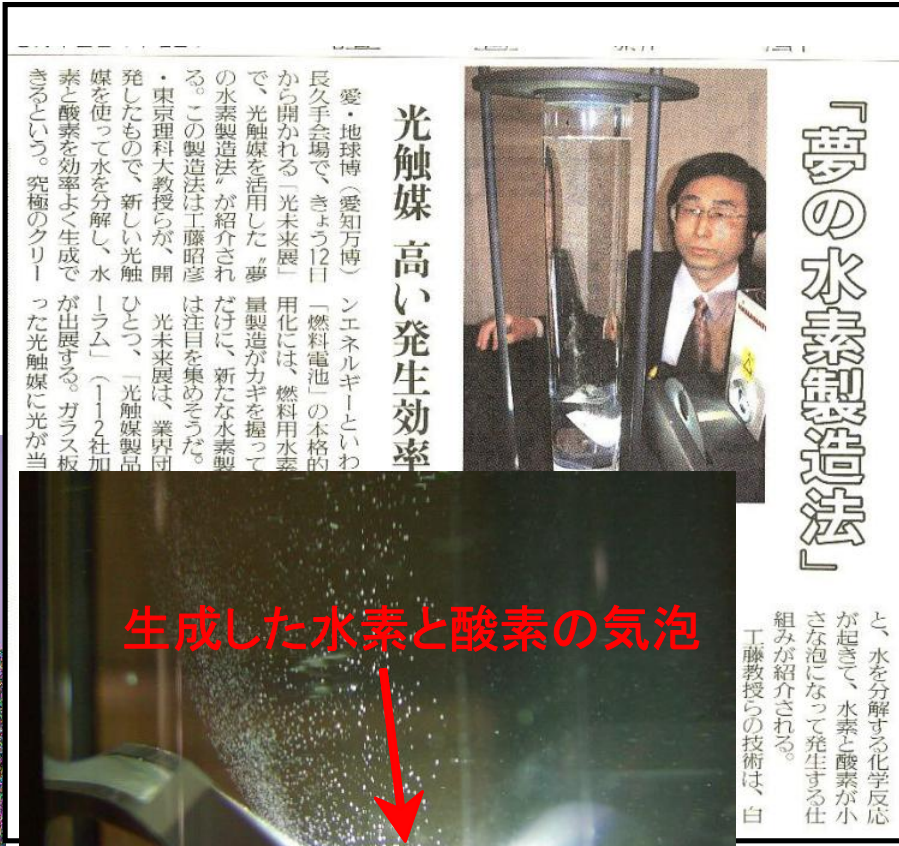 「夢の水素製造法」
光触媒 高い発生効率
愛・地球博(愛知万博)
長久手会場で、きょう12日
から開かれる「光未来展」
で、光触媒を活用した〝夢
の水素製造法〟が紹介され
る。この製造法は工藤昭彦
・東京理科大教授らが、開
発したもので、新しい光触
媒を使って水を分解し、水
素と酸素を効率よく生成で
きるという。究極のクリー
ンエネルギーといわ
「燃料電池」の本格的
用化には、燃料用水素
量製造がカギを握って
だけに、新たな水素製
は注目を集めそうだ。
光未来展は、業界団
ひとつ、「光触媒製品
ーラム」(112社加
が出展する。ガラス板
った光触媒に光が当
と、水を分解する化学反応
が起きて、水素と酸素が小
さな泡になって発生する仕
組みが紹介される。
工藤教授らの技術は、白
生成した水素と酸素の気泡